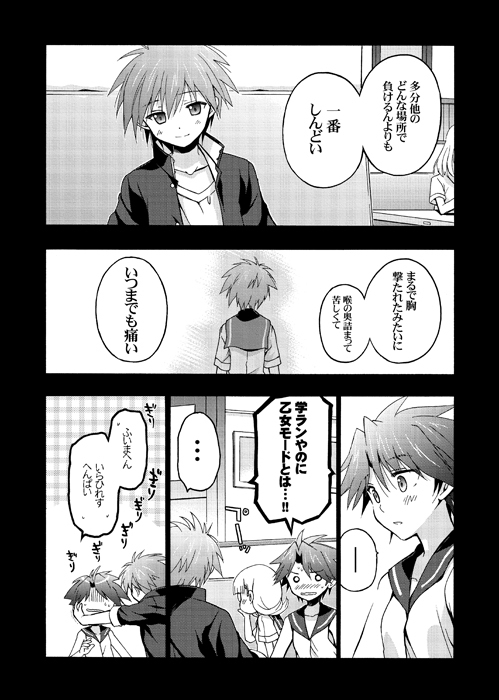 多分他の
どんな場所で
負けるんよりも
一番
しんどい
まるで胸
撃たれたみたいに
喉の奥詰まって
苦しくて
いつまでも痛い
ー
学ランやのに
乙女モードとは…!!
・・・
ぎり
ふいまへん
いらひれす
へんぱい
ぎり
ぎり
ぎり